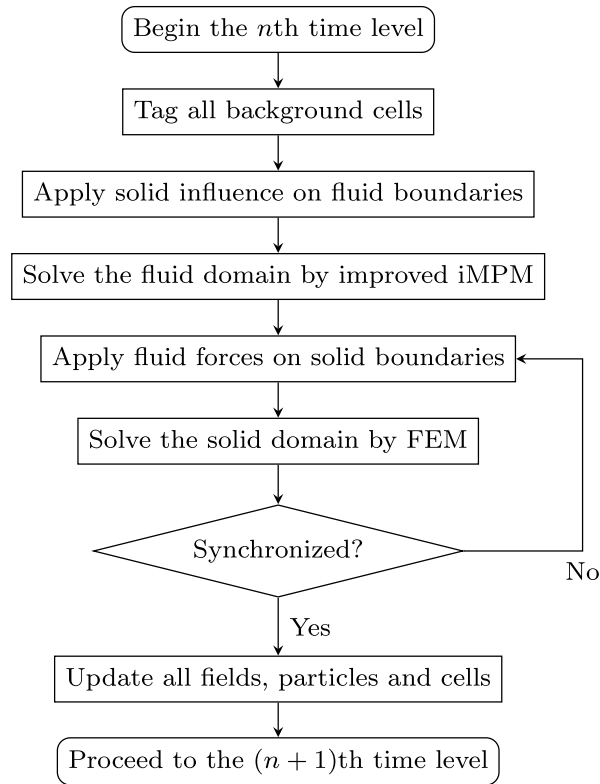 Begin the nth time level
Tag all background cells
Apply solid influence on fluid boundaries
Solve the fluid domain by improved iMPM
Apply fluid forces on solid boundaries
Solve the solid domain by FEM
Synchronized?
No
Yes
Update all fields, particles and cells
Proceed to the (n + 1)th time level